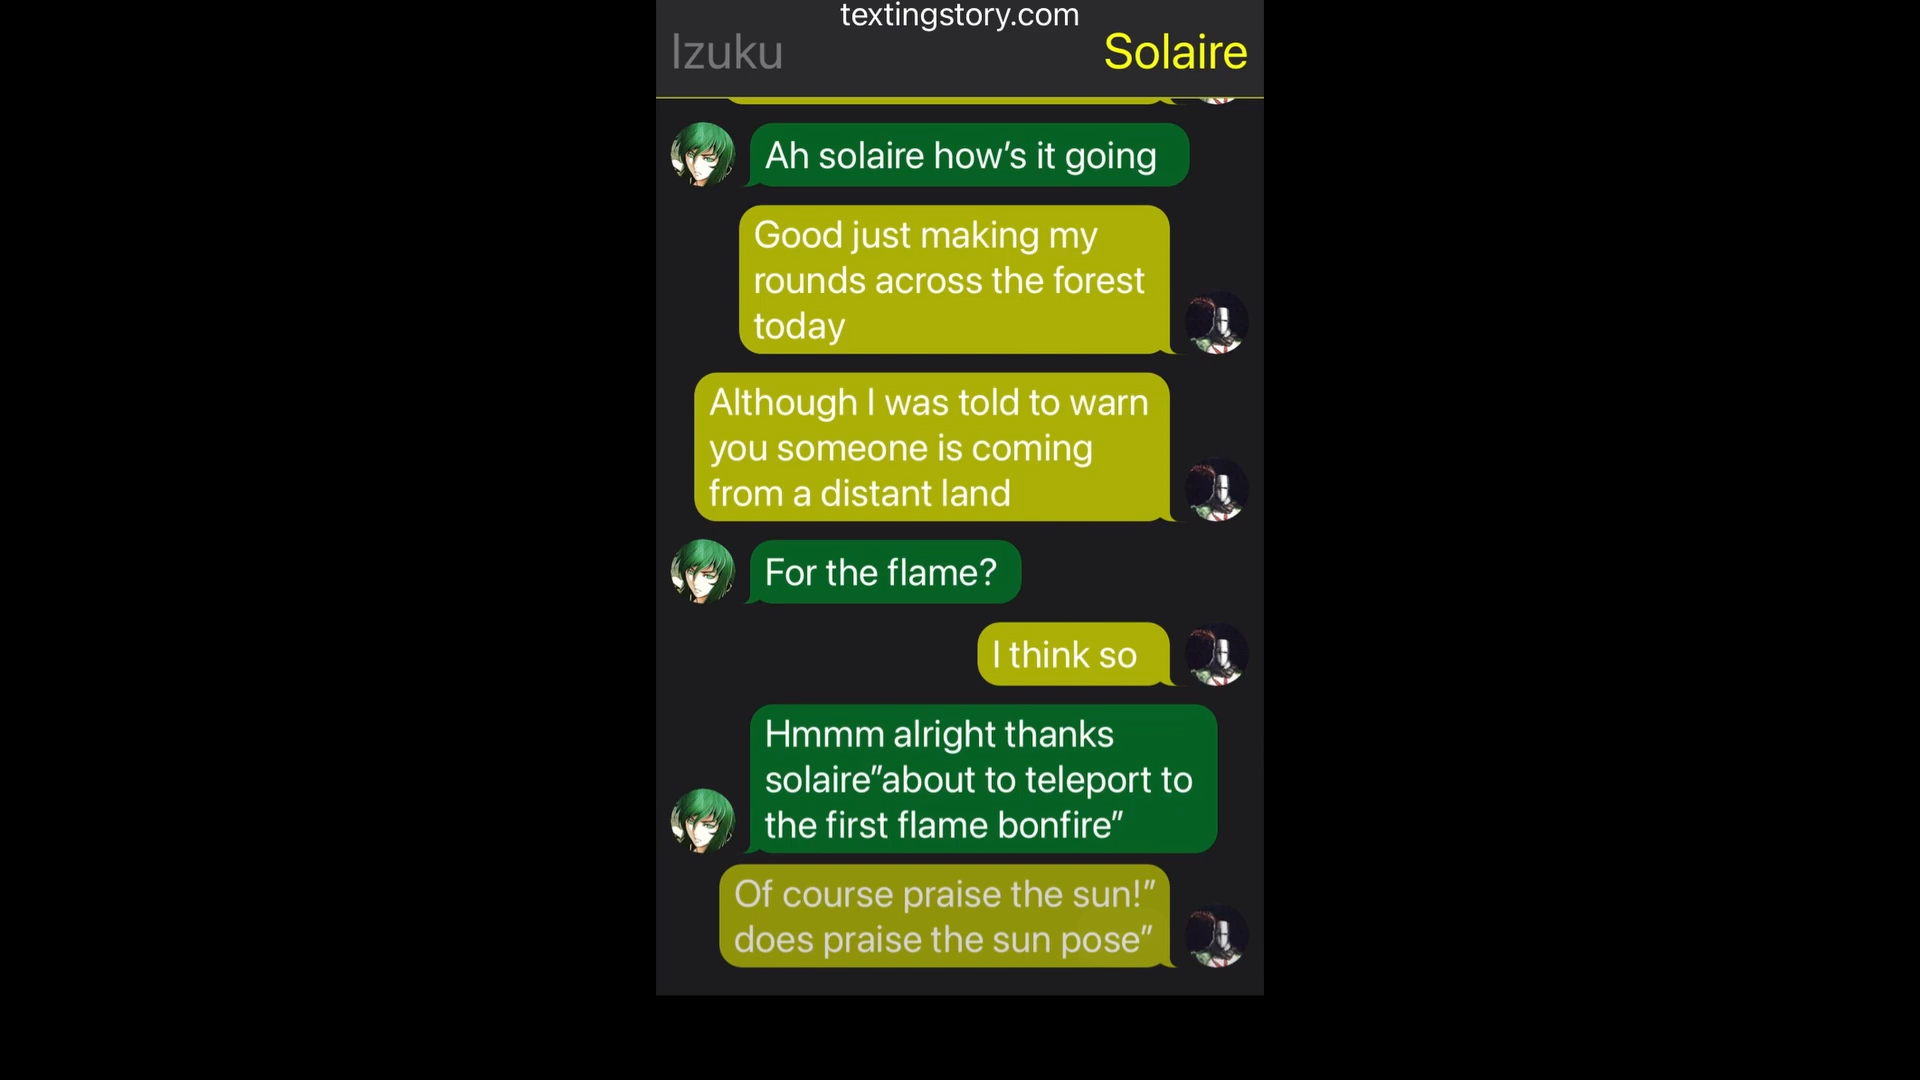 textingstory.com
Izuku
Solaire
Ah solaire how’s it going
Good just making my
rounds across the forest
today
Although I was told to warn
you someone is coming
from a distant land
For the flame?
I think so
Hmmm alright thanks
solaire”about to teleport to
the first flame bonfire”
Of course praise the sun!”
does praise the sun pose”